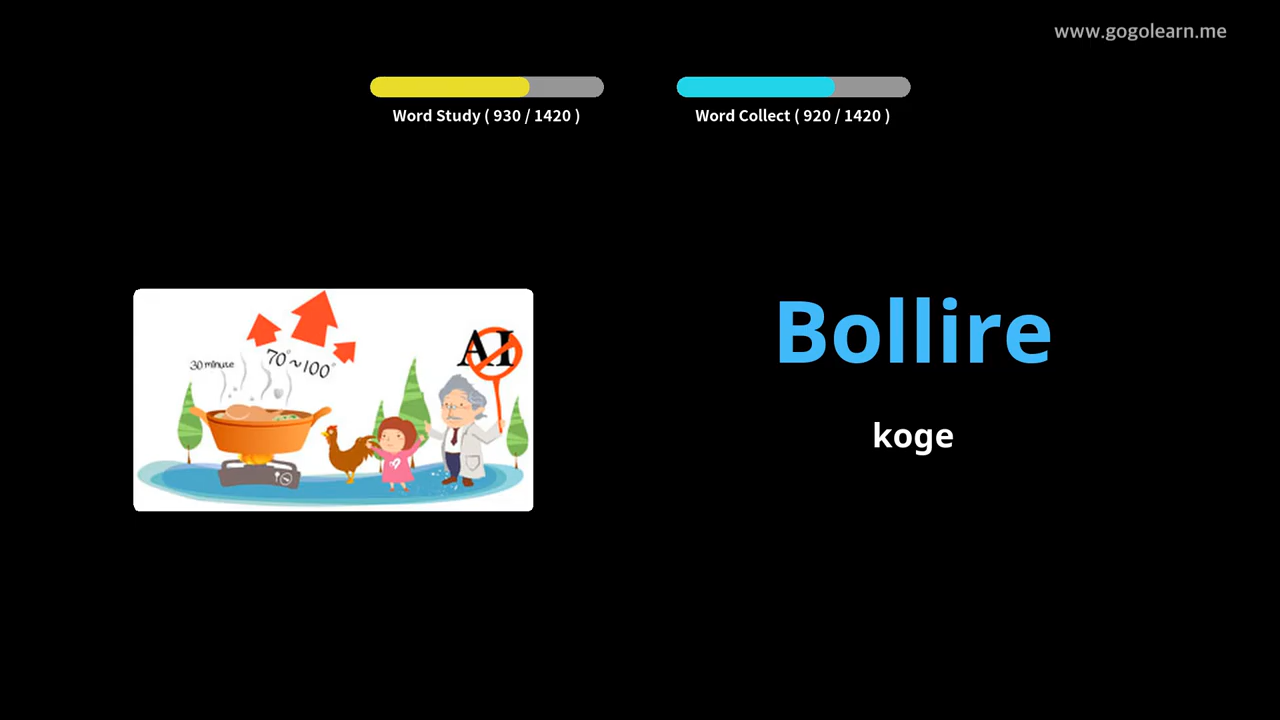 www.gogolearn.me
Word Study ( 930 / 1420 )
Word Collect ( 920 / 1420 )
30 minute
70°~100°
AI
Bollire
koge